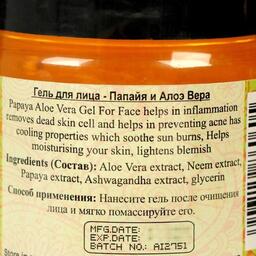 Гель для лица - Папайя и Алоэ Вера
Papaya Aloe Vera Gel For Face helps in inflammation
removes dead skin cell and helps in preventing acne has
cooling properties which soothe sun burns, Helps
moisturising your skin, lightens blemish
Ingredients (Состав): Aloe Vera extract, Neem extract,
Papaya extract, Ashwagandha extract, glycerin
Способ применения: Нанесите гель после очищения
лица и мягко помассируйте его.
MFG.DATE:
EXP.DATE:
BATCH NO.: AI2751
Store in